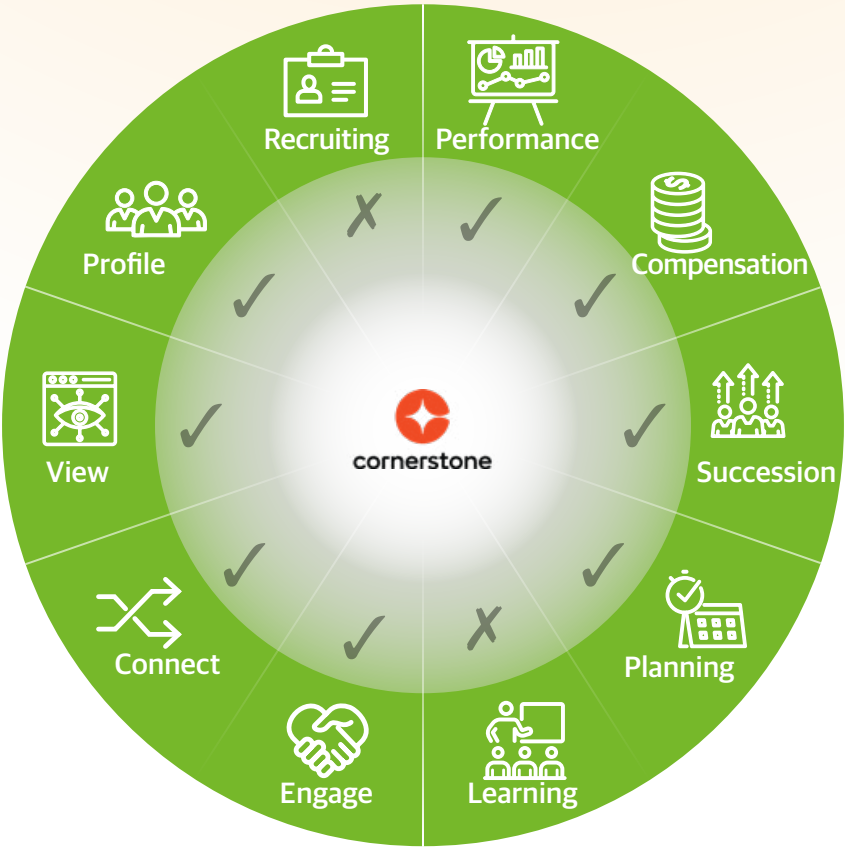 Recruiting
Performance
Profile
Compensation
View
Succession
cornerstone
Connect
Planning
Engage
Learning